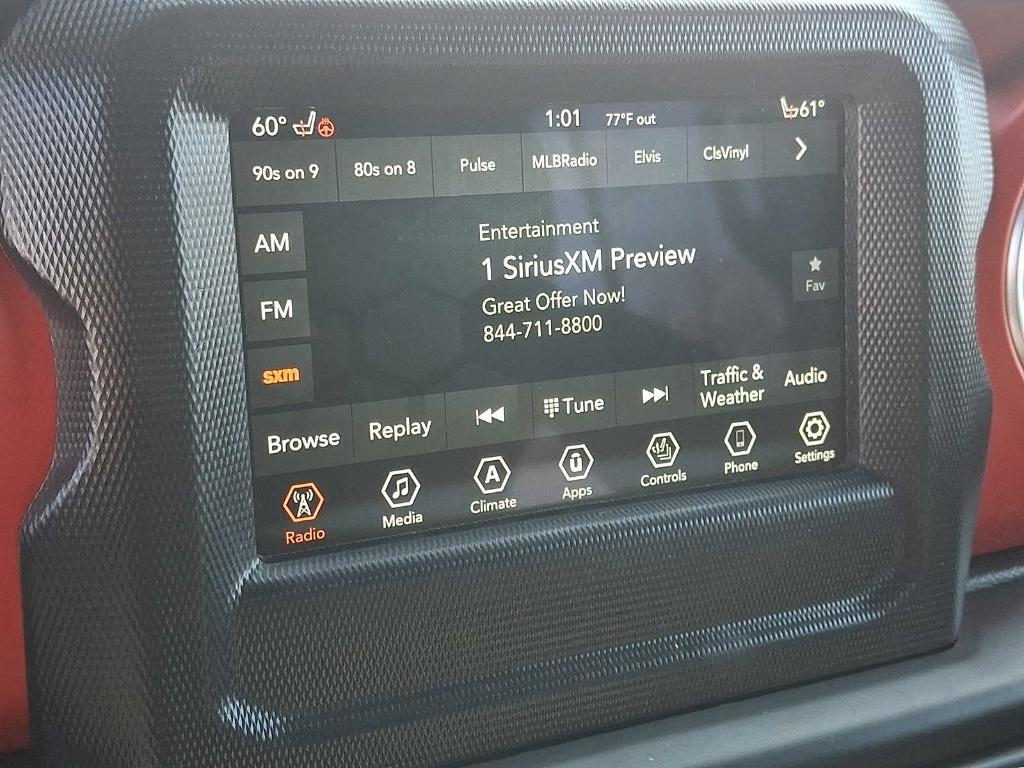 60° 1:01 77°F out 61°
90s on 9 80s on 8 Pulse MLBRadio Elvis ClsVinyl
AM
Entertainment
1 SiriusXM Preview
Fav
FM
Great Offer Now!
844-711-8800
sxm
Browse Replay Tune Traffic &
Weather Audio
A ū
Radio Media Climate Apps Controls Phone Settings